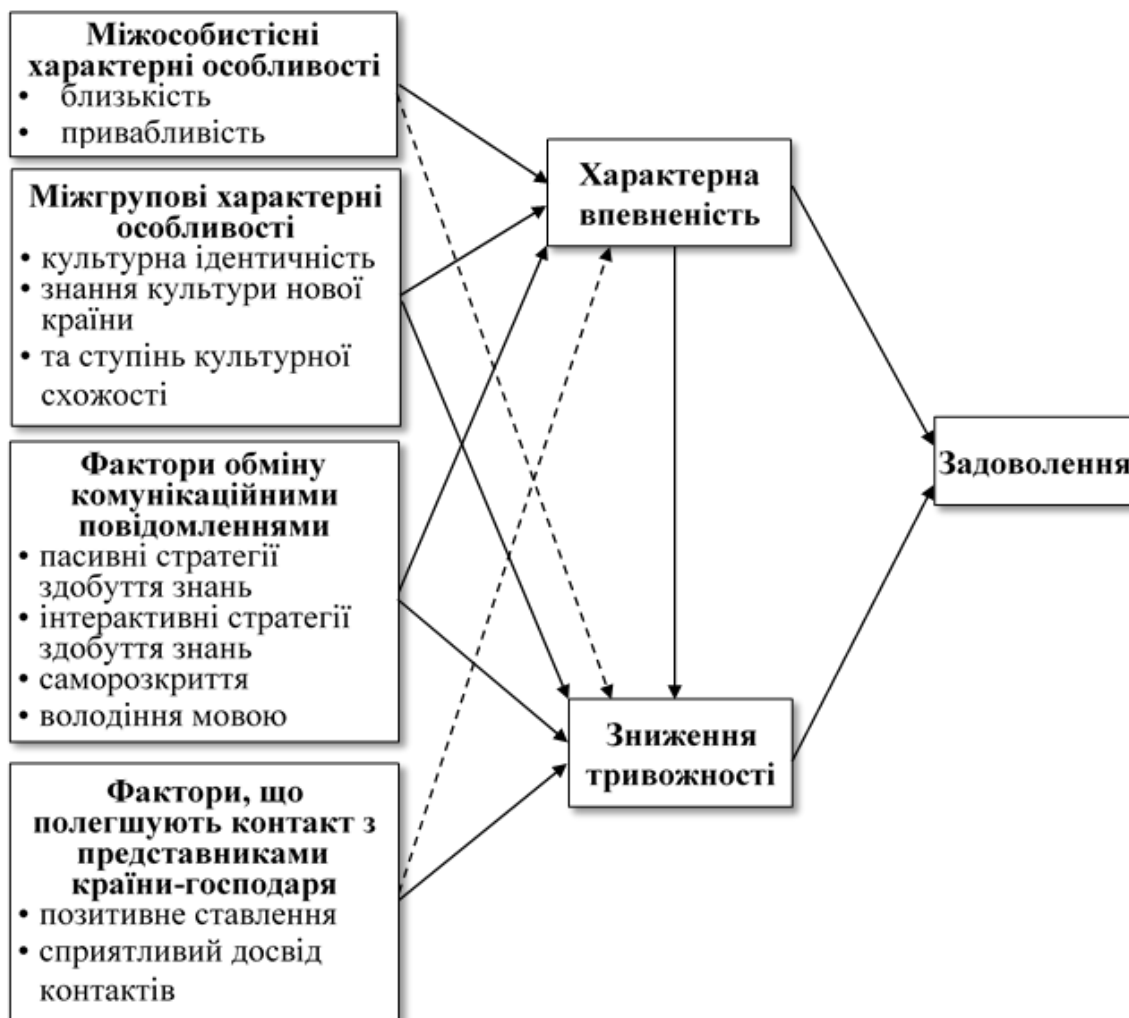 Міжособистісні
характерні особливості
• близькість
• привабливість
Міжгрупові характерні
особливості
• культурна ідентичність
• знання культури нової
країни
• та ступінь культурної
схожості
Фактори обміну
комунікаційними
повідомленнями
• пасивні стратегії
здобуття знань
• інтерактивні стратегії
здобуття знань
• саморозкриття
• володіння мовою
Фактори, що
полегшують контакт з
представниками
країни-господаря
• позитивне ставлення
• сприятливий досвід
контактів
Характерна
впевненість
Зниження
тривожності
Задоволення